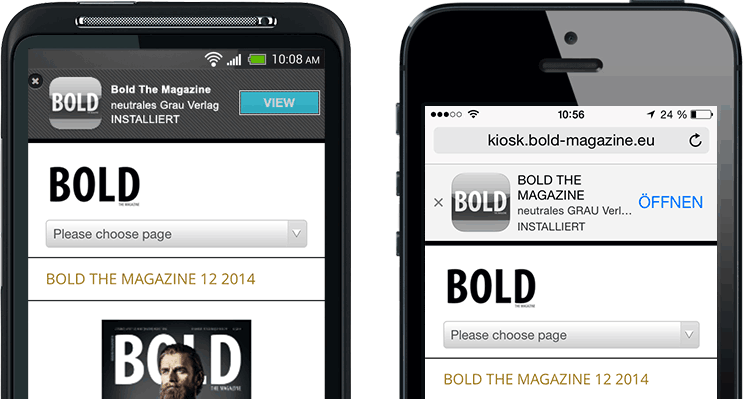 10:08 AM
BOLD
Bold The Magazine
neutrales Grau Verlag
INSTALLIERT
VIEW
BOLD
THE MAGAZINE
Please choose page
BOLD THE MAGAZINE 12 2014
BOLD
THE MAGAZINE
10:56
24 %
kiosk.bold-magazine.eu
BOLD
BOLD THE
MAGAZINE
neutrales GRAU Verl...
INSTALLIERT
ÖFFNEN
BOLD
THE MAGAZINE
Please choose page
BOLD THE MAGAZINE 12 2014